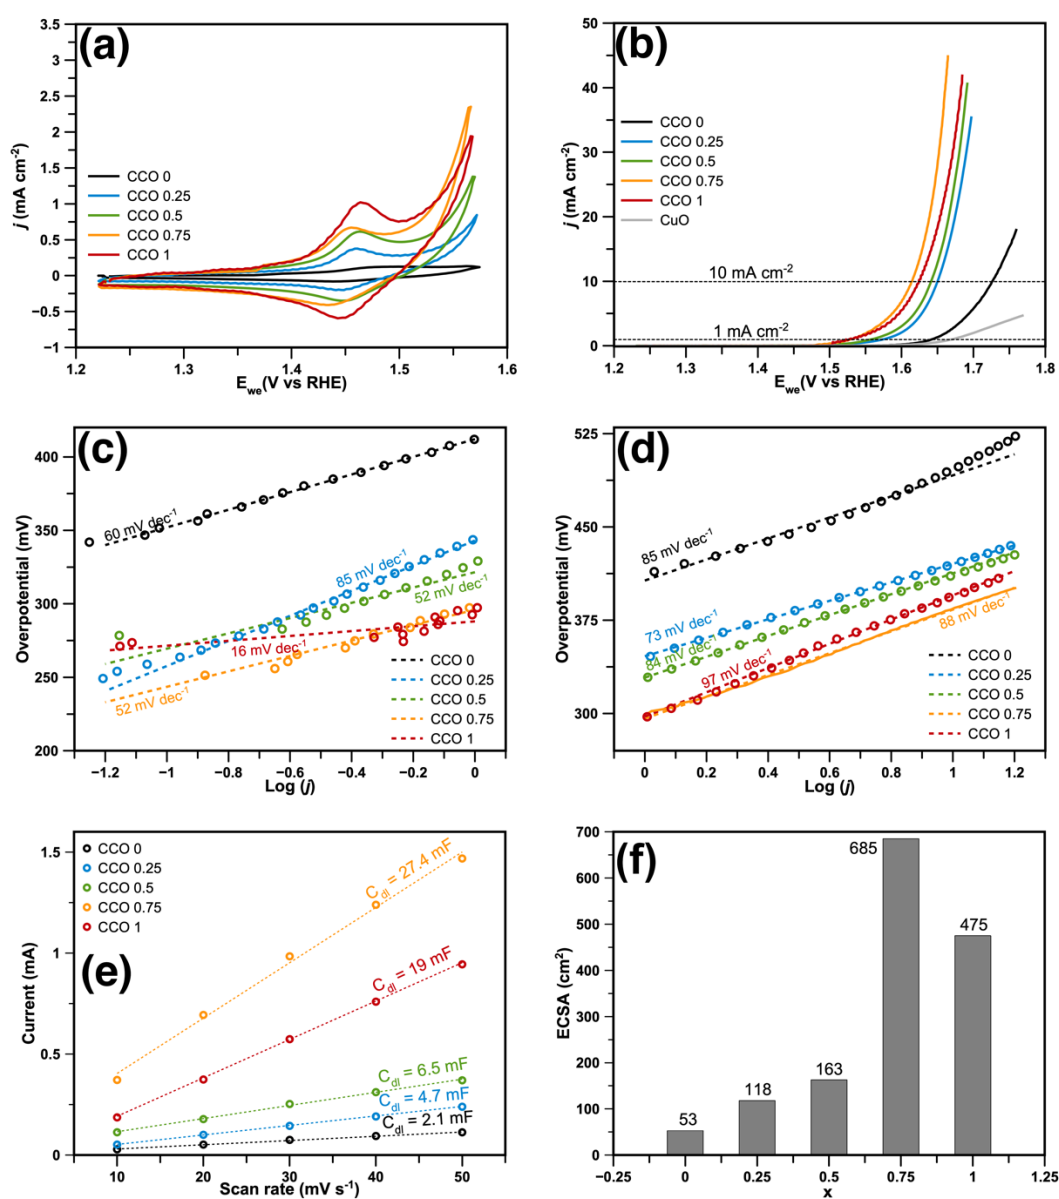 (a)
3.5
3
2.5
2
1.5
1
0.5
0
−0.5
−1
j (mA cm-2)
CCO 0
CCO 0.25
CCO 0.5
CCO 0.75
CCO 1
1.2 1.3 1.4 1.5 1.6
Ewe(V vs RHE)
(b)
50
40
30
20
10
0
j (mA cm-2)
CCO 0
CCO 0.25
CCO 0.5
CCO 0.75
CCO 1
CuO
10 mA cm-2
1 mA cm-2
1.2 1.3 1.4 1.5 1.6 1.7 1.8
Ewe(V vs RHE)
(c)
400
350
300
250
200
Overpotential (mV)
60 mV dec-1
85 mV dec-1
52 mV dec-1
16 mV dec-1
52 mV dec-1
CCO 0
CCO 0.25
CCO 0.5
CCO 0.75
CCO 1
−1.2 −1 −0.8 −0.6 −0.4 −0.2 0
Log (j)
(d)
525
450
375
300
Overpotential (mV)
85 mV dec-1
73 mV dec-1
84 mV dec-1
97 mV dec-1
88 mV dec-1
CCO 0
CCO 0.25
CCO 0.5
CCO 0.75
CCO 1
0 0.2 0.4 0.6 0.8 1 1.2
Log (j)
(e)
1.5
1
0.5
0
Current (mA)
CCO 0
CCO 0.25
CCO 0.5
CCO 0.75
CCO 1
Cdl = 27.4 mF
Cdl = 19 mF
Cdl = 6.5 mF
Cdl = 4.7 mF
Cdl = 2.1 mF
10 20 30 40 50
Scan rate (mV s-1)
(f)
700
600
500
400
300
200
100
0
ECSA (cm2)
53
118
163
685
475
−0.25 0 0.25 0.5 0.75 1 1.25
x